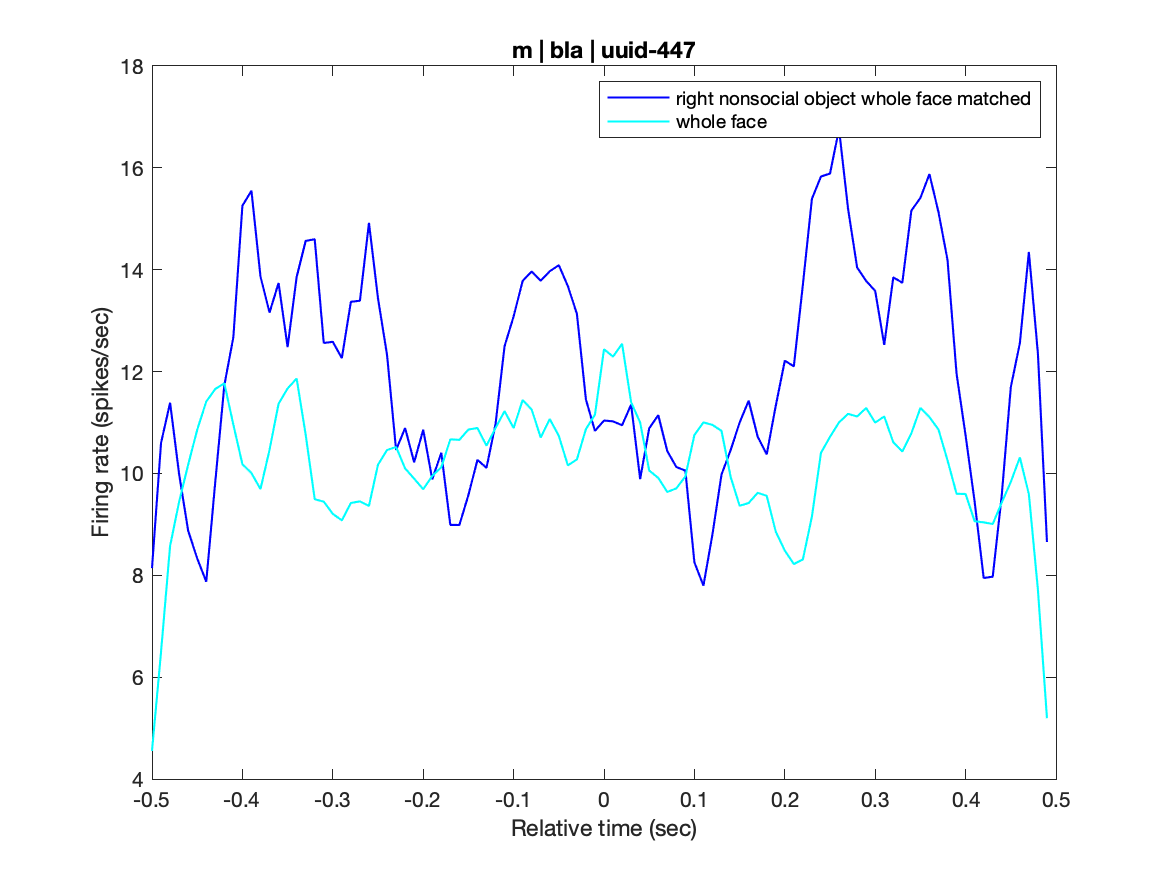 m | bla | uuid-447
right nonsocial object whole face matched
whole face
Firing rate (spikes/sec)
18
16
14
12
10
8
6
4
-0.5 -0.4 -0.3 -0.2 -0.1 0 0.1 0.2 0.3 0.4 0.5
Relative time (sec)